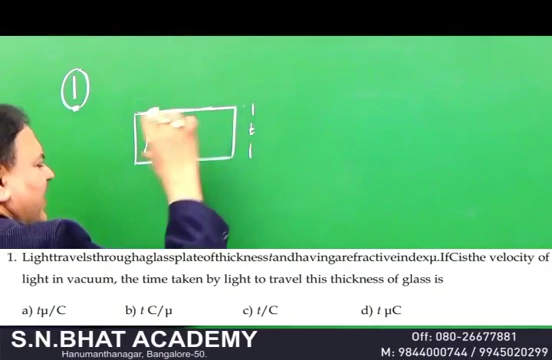 1
t
1. Lighttravelsthroughaglassplateofthicknesstandhavingarefractiveindexμ.IfCisthe velocity of
light in vacuum, the time taken by light to travel this thickness of glass is
a) tμ/C b) t C/μ c) t/C d) t μC
S.N.BHAT ACADEMY
Hanumanthanagar, Bangalore-50.
Off: 080-26677881
M: 9844000744 / 9945020299